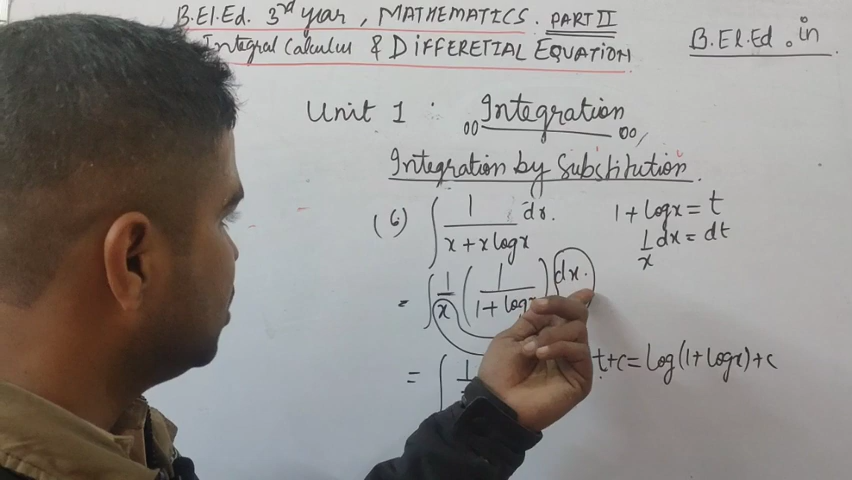 B.El.Ed. 3rd year, MATHEMATICS. PART II
Integral Calculus & DIFFERETIAL EQUATION
B.El.Ed.in
Unit 1 : Integration
Integration by Substitution.
(6) ∫ 1/(x+x log x) dx.
1+log x = t
1/x dx = dt
= ∫ 1/x (1/(1+log x)) dx.
= ∫ 1 t+c = log(1+log x)+c